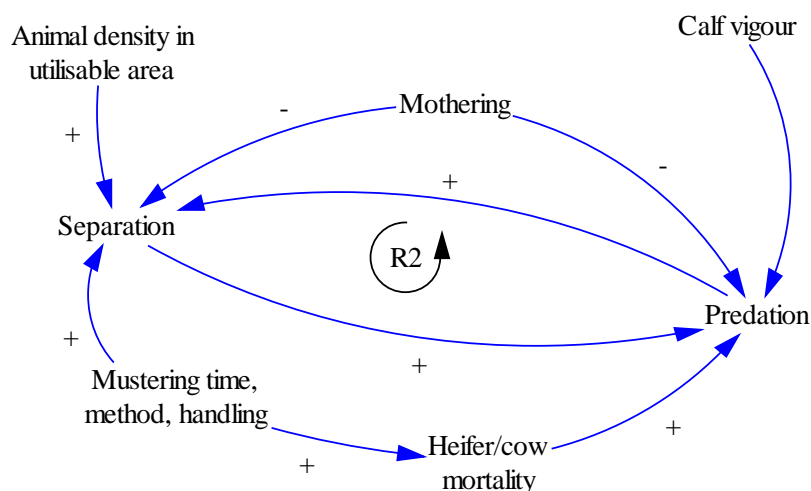 Animal density in
utilisable area
Calf vigour
Mothering
-
+
-
+
Separation
R2
Predation
+
+
Mustering time,
method, handling
Heifer/cow
mortality
+
+